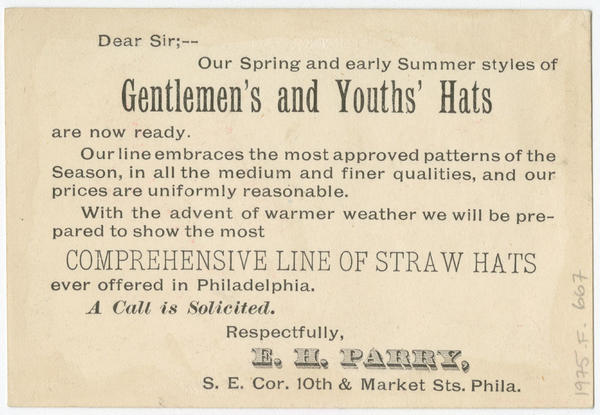 Dear Sir;--
Our Spring and early Summer styles of
Gentlemen's and Youths' Hats
are now ready.
Our line embraces the most approved patterns of the
Season, in all the medium and finer qualities, and our
prices are uniformly reasonable.
With the advent of warmer weather we will be pre-
pared to show the most
COMPREHENSIVE LINE OF STRAW HATS
ever offered in Philadelphia.
A Call is Solicited.
Respectfully,
E. H. PARRY,
S. E. Cor. 10th & Market Sts. Phila.
1975.F.667